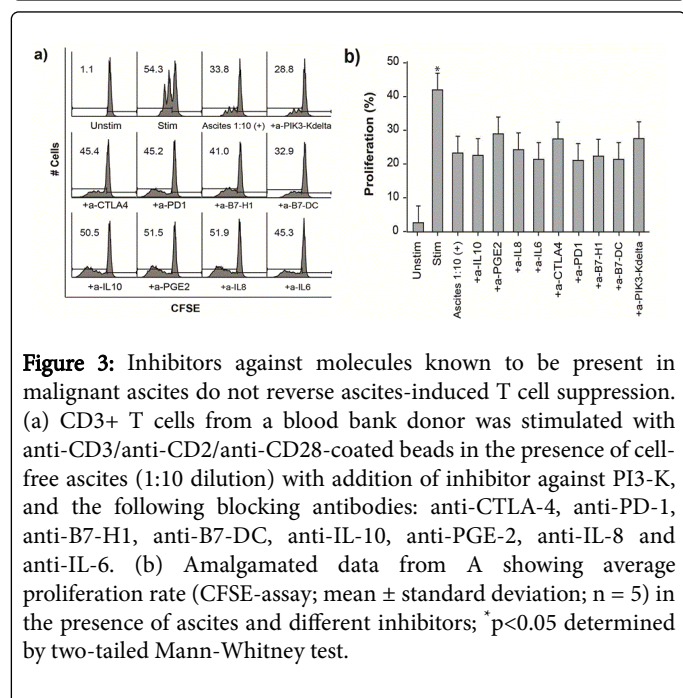 a)
1.1 54.3 33.8 28.8
Unstim Stim Ascites 1:10 (+) +a-PIK3-Kdelta
45.4 45.2 41.0 32.9
+a-CTLA4 +a-PD1 +a-B7-H1 +a-B7-DC
50.5 51.5 51.9 45.3
+a-IL10 +a-PGE2 +a-IL8 +a-IL6
# Cells
CFSE
b)
Proliferation (%)
50
40
30
20
10
0
*
Unstim
Stim
Ascites 1:10 (+)
+a-IL10
+a-PGE2
+a-IL8
+a-IL6
+a-CTLA4
+a-PD1
+a-B7-H1
+a-B7-DC
+a-PIK3-Kdelta
Figure 3: Inhibitors against molecules known to be present in
malignant ascites do not reverse ascites-induced T cell suppression.
(a) CD3+ T cells from a blood bank donor was stimulated with
anti-CD3/anti-CD2/anti-CD28-coated beads in the presence of cell-
free ascites (1:10 dilution) with addition of inhibitor against PI3-K,
and the following blocking antibodies: anti-CTLA-4, anti-PD-1,
anti-B7-H1, anti-B7-DC, anti-IL-10, anti-PGE-2, anti-IL-8 and
anti-IL-6. (b) Amalgamated data from A showing average
proliferation rate (CFSE-assay; mean ± standard deviation; n = 5) in
the presence of ascites and different inhibitors; *p<0.05 determined
by two-tailed Mann-Whitney test.